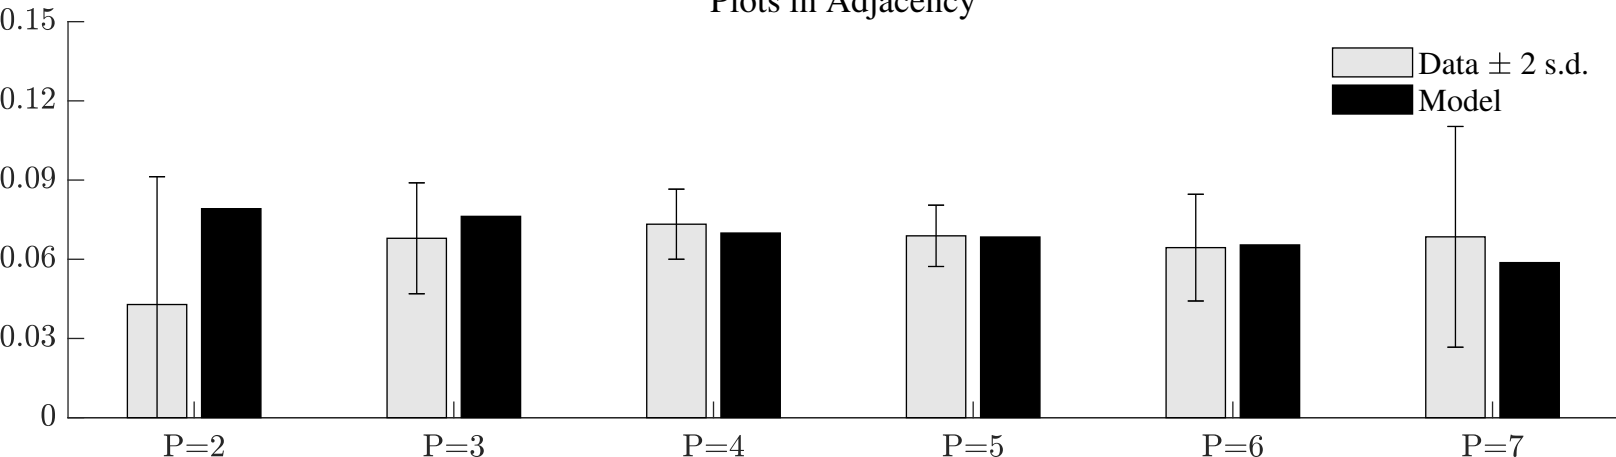 Plots in Adjacency
0.15
0.12
0.09
0.06
0.03
0
Data ± 2 s.d.
Model
P=2
P=3
P=4
P=5
P=6
P=7